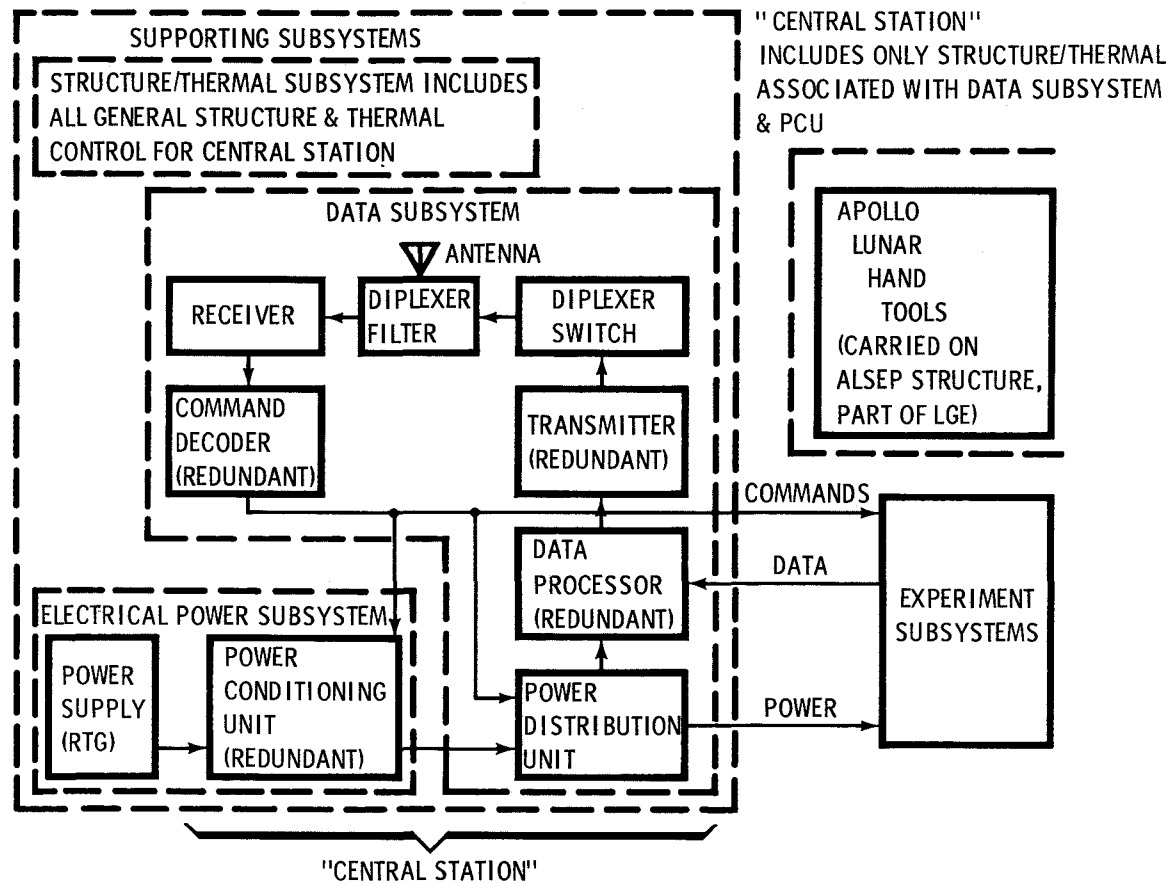 SUPPORTING SUBSYSTEMS
STRUCTURE/THERMAL SUBSYSTEM INCLUDES
ALL GENERAL STRUCTURE & THERMAL
CONTROL FOR CENTRAL STATION
"CENTRAL STATION"
INCLUDES ONLY STRUCTURE/THERMAL
ASSOCIATED WITH DATA SUBSYSTEM
& PCU
APOLLO
LUNAR
HAND
TOOLS
(CARRIED ON
ALSEP STRUCTURE,
PART OF LGE)
DATA SUBSYSTEM
ANTENNA
RECEIVER
DIPLEXER
FILTER
DIPLEXER
SWITCH
COMMAND
DECODER
(REDUNDANT)
TRANSMITTER
(REDUNDANT)
COMMANDS
DATA
PROCESSOR
(REDUNDANT)
DATA
EXPERIMENT
SUBSYSTEMS
ELECTRICAL POWER SUBSYSTEM
POWER
SUPPLY
(RTG)
POWER
CONDITIONING
UNIT
(REDUNDANT)
POWER
DISTRIBUTION
UNIT
POWER
"CENTRAL STATION"